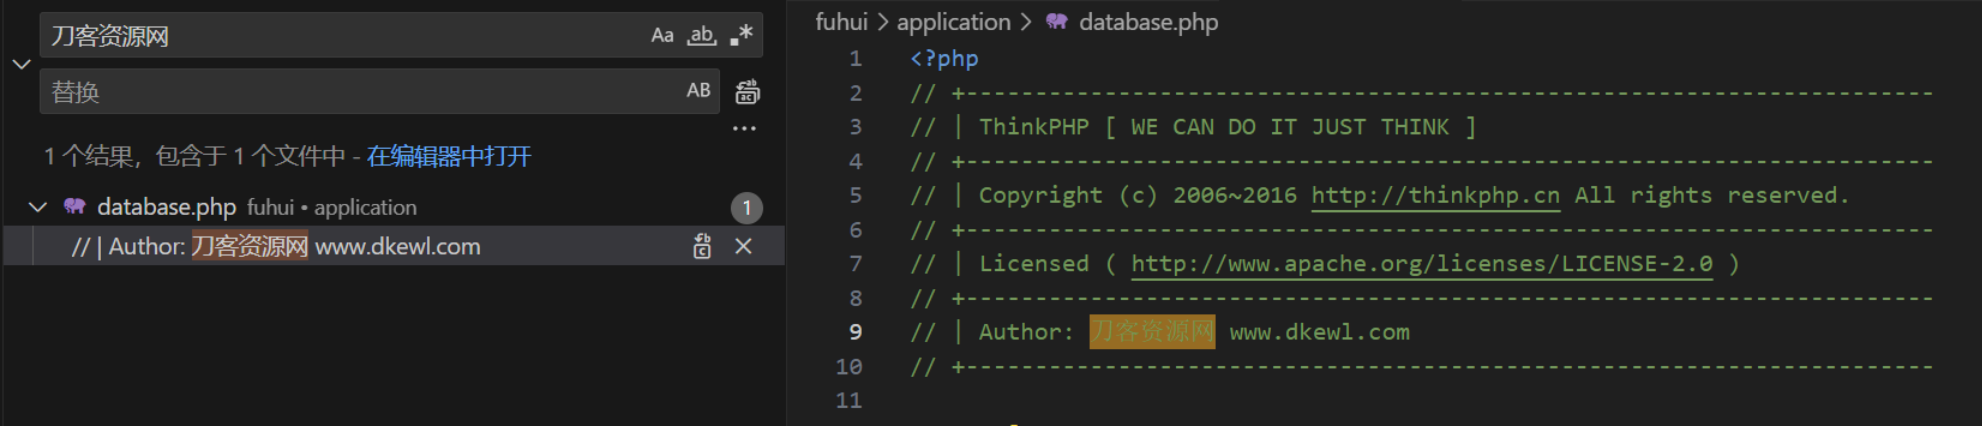 刀客资源网
Aa ab .*
替换
AB
1 个结果，包含于 1 个文件中 - 在编辑器中打开
database.php fuhui • application
1
// | Author: 刀客资源网 www.dkewl.com
fuhui > application > database.php
1 <?php
2 // +----------------------------------------------------------------------
3 // | ThinkPHP [ WE CAN DO IT JUST THINK ]
4 // +----------------------------------------------------------------------
5 // | Copyright (c) 2006~2016 http://thinkphp.cn All rights reserved.
6 // +----------------------------------------------------------------------
7 // | Licensed ( http://www.apache.org/licenses/LICENSE-2.0 )
8 // +----------------------------------------------------------------------
9 // | Author: 刀客资源网 www.dkewl.com
10 // +----------------------------------------------------------------------
11